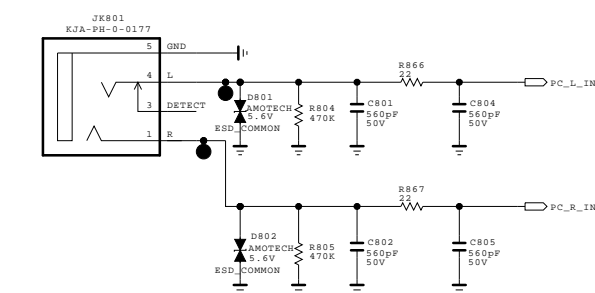 JK801
KJA-PH-0-0177
5 GND
4 L
3 DETECT
1 R
D801
AMOTECH
5.6V
ESD_COMMON
R804
470K
C801
560pF
50V
R866
22
C804
560pF
50V
PC_L_IN
D802
AMOTECH
5.6V
ESD_COMMON
R805
470K
C802
560pF
50V
R867
22
C805
560pF
50V
PC_R_IN